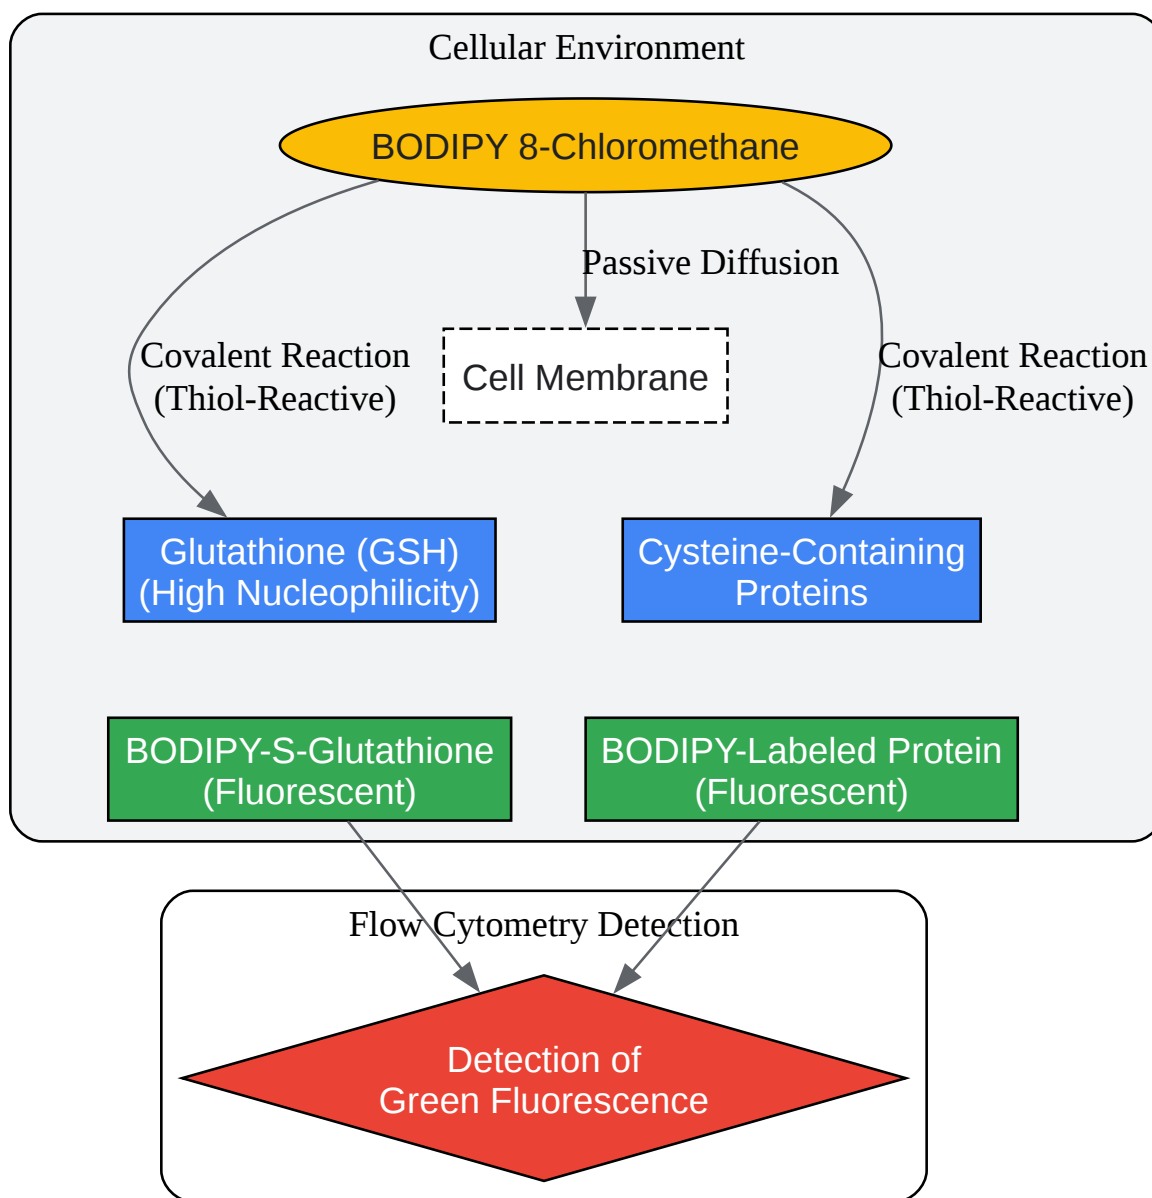 Cellular Environment
BODIPY 8-Chloromethane
Passive Diffusion
Covalent Reaction
(Thiol-Reactive)
Cell Membrane
Covalent Reaction
(Thiol-Reactive)
Glutathione (GSH)
(High Nucleophilicity)
Cysteine-Containing
Proteins
BODIPY-S-Glutathione
(Fluorescent)
BODIPY-Labeled Protein
(Fluorescent)
Flow Cytometry Detection
Detection of
Green Fluorescence